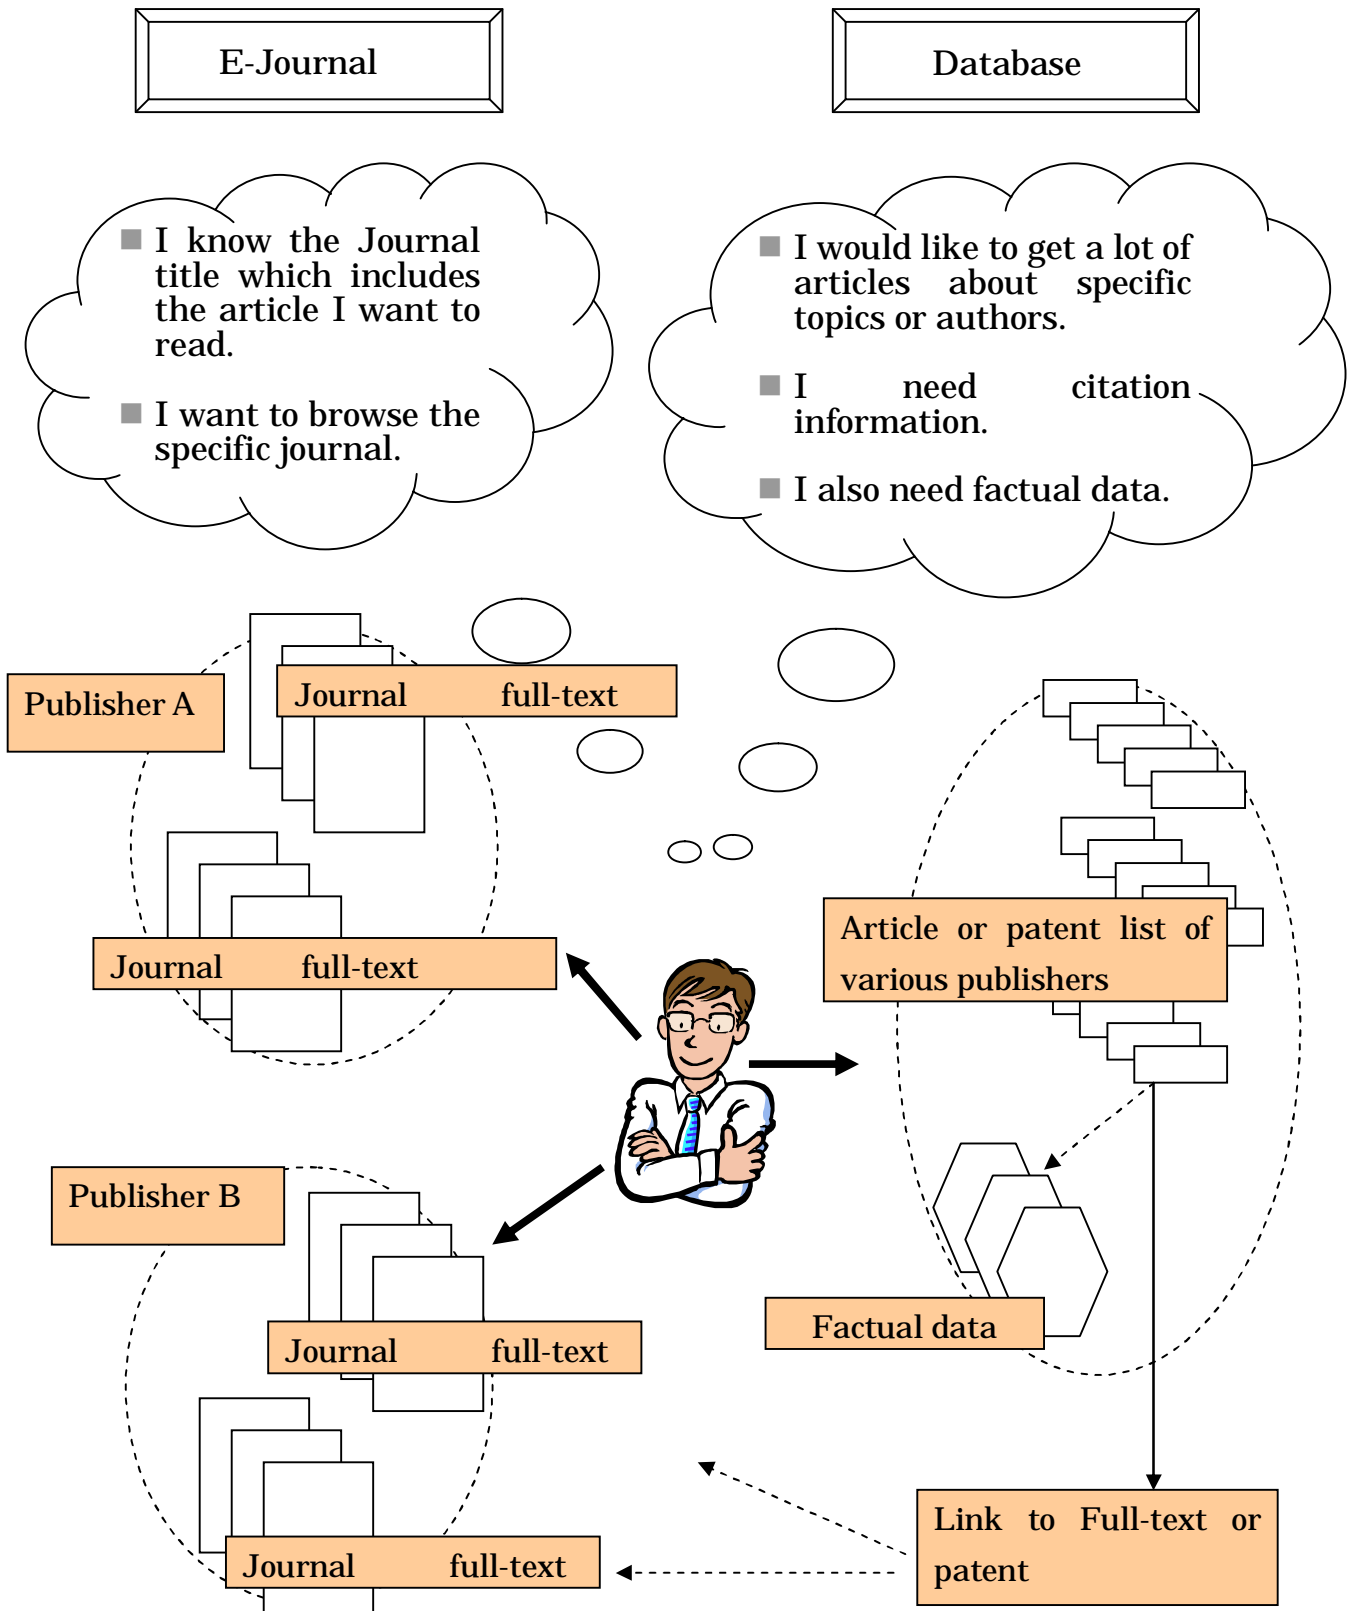 E-Journal
Database
I know the Journal
title which includes
the article I want to
read.
I want to browse the
specific journal.
I would like to get a lot of
articles about specific
topics or authors.
I need citation
information.
I also need factual data.
Publisher A
Journal full-text
Journal full-text
Article or patent list of
various publishers
Publisher B
Journal full-text
Factual data
Journal full-text
Link to Full-text or
patent